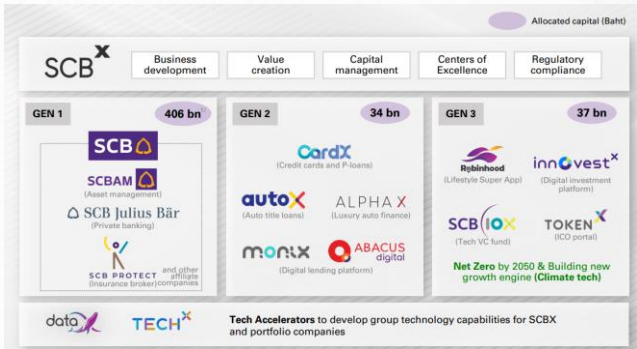 Allocated capital (Baht)
SCB X
Business development
Value creation
Capital management
Centers of Excellence
Regulatory compliance
GEN 1
406 bn
SCB
SCBAM
(Asset management)
SCB Julius Bär
(Private banking)
SCB PROTECT
(Insurance broker)
and other affiliate companies
GEN 2
34 bn
CardX
(Credit cards and P-loans)
autoX
(Auto title loans)
ALPHA X
(Luxury auto finance)
monix
ABACUS digital
(Digital lending platform)
GEN 3
37 bn
Robinhood
(Lifestyle Super App)
innovestX
(Digital investment platform)
SCB 10X
(Tech VC fund)
TOKEN X
(ICO portal)
Net Zero by 2050 & Building new
growth engine (Climate tech)
data X
TECH X
Tech Accelerators to develop group technology capabilities for SCBX
and portfolio companies